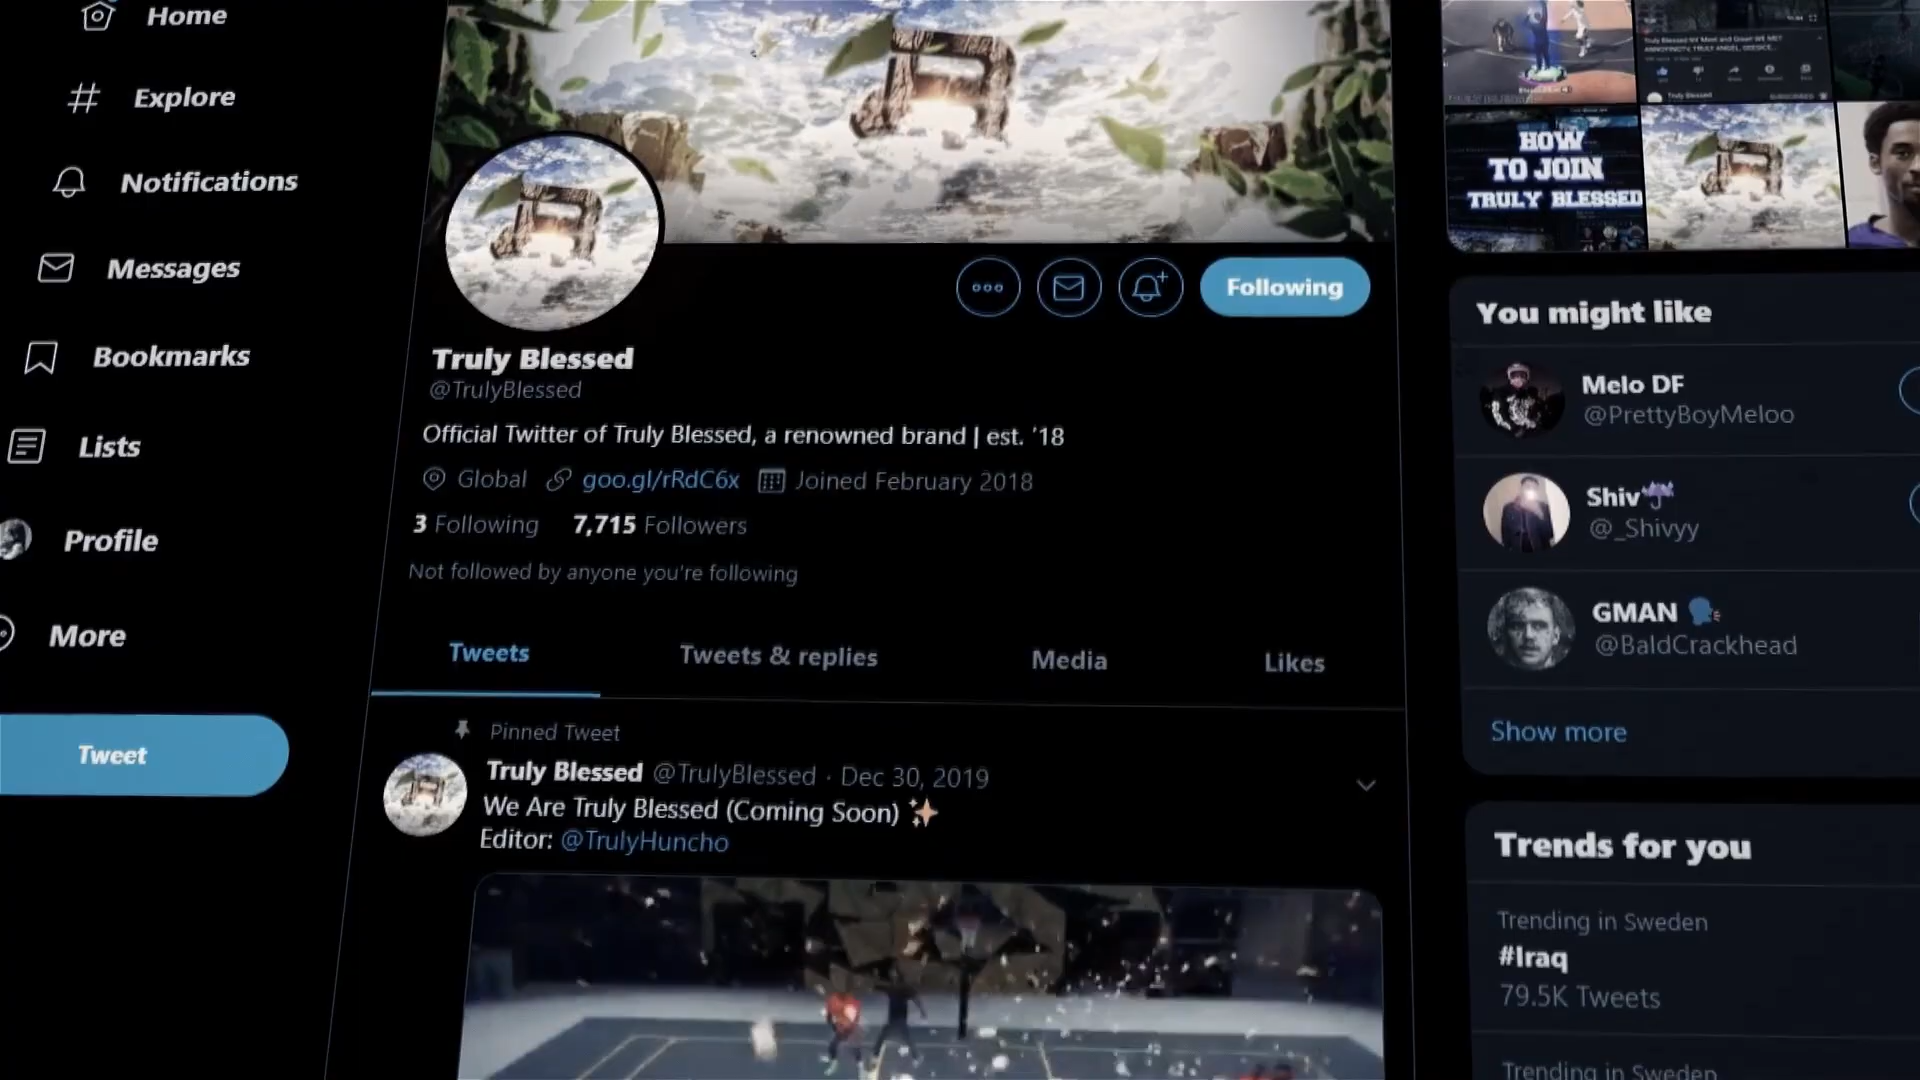 Home
Explore
Notifications
Messages
Bookmarks
Lists
Profile
More
Tweet
Following
Truly Blessed
@TrulyBlessed
Official Twitter of Truly Blessed, a renowned brand | est. '18
Global goo.gl/rRdC6x Joined February 2018
3 Following 7,715 Followers
Not followed by anyone you're following
Tweets Tweets & replies Media Likes
Pinned Tweet
Truly Blessed @TrulyBlessed · Dec 30, 2019
We Are Truly Blessed (Coming Soon) ✨
Editor: @TrulyHuncho
Truly Blessed
HOW
TO JOIN
TRULY BLESSED
You might like
Melo DF
@PrettyBoyMeloo
Shiv☔
@_Shivyy
GMAN 🗣
@BaldCrackhead
Show more
Trends for you
Trending in Sweden
#Iraq
79.5K Tweets
Trending in Sweden